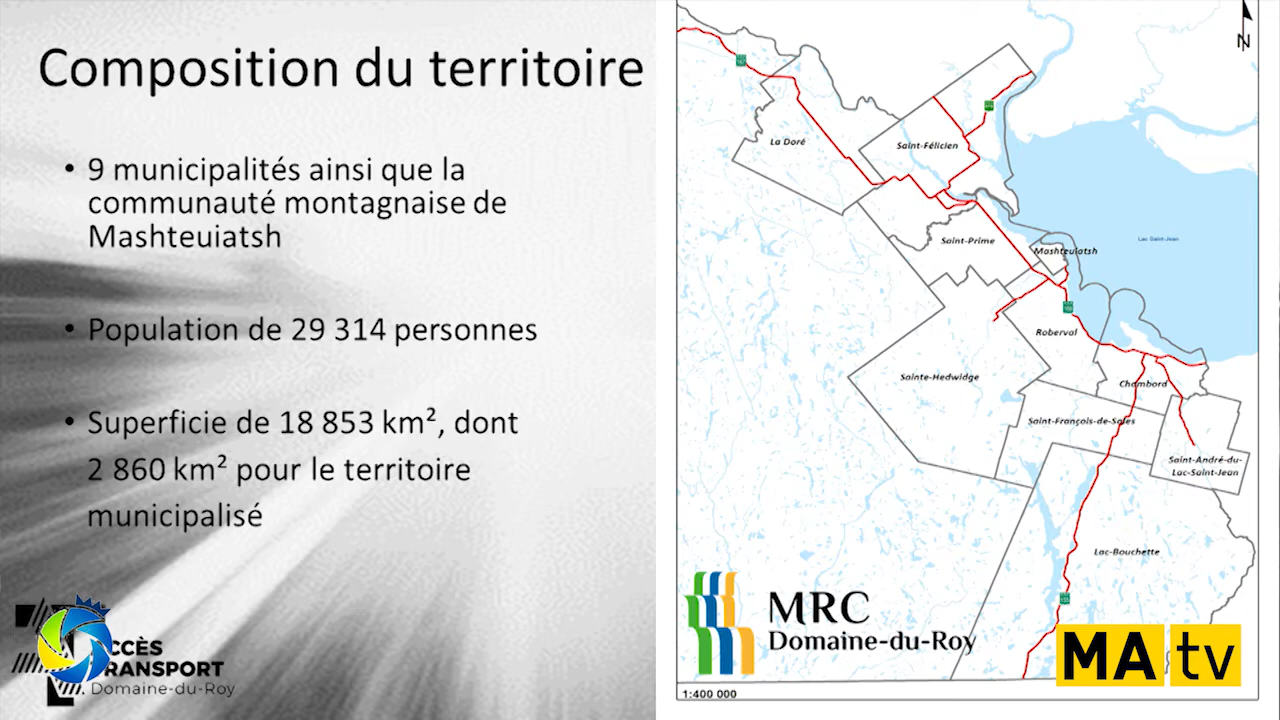 Composition du territoire
• 9 municipalités ainsi que la
communauté montagnaise de
Mashteuiatsh
• Population de 29 314 personnes
• Superficie de 18 853 km², dont
2 860 km² pour le territoire
municipalisé
CCÈS
RANSPORT
Domaine-du-Roy
N
La Doré
Saint-Félicien
Saint-Prime
Mashteuiatsh
Lac Saint-Jean
Roberval
Sainte-Hedwidge
Chambord
Saint-François-de-Sales
Saint-André-du-
Lac-Saint-Jean
Lac-Bouchette
MRC
Domaine-du-Roy
MAtv
1:400 000